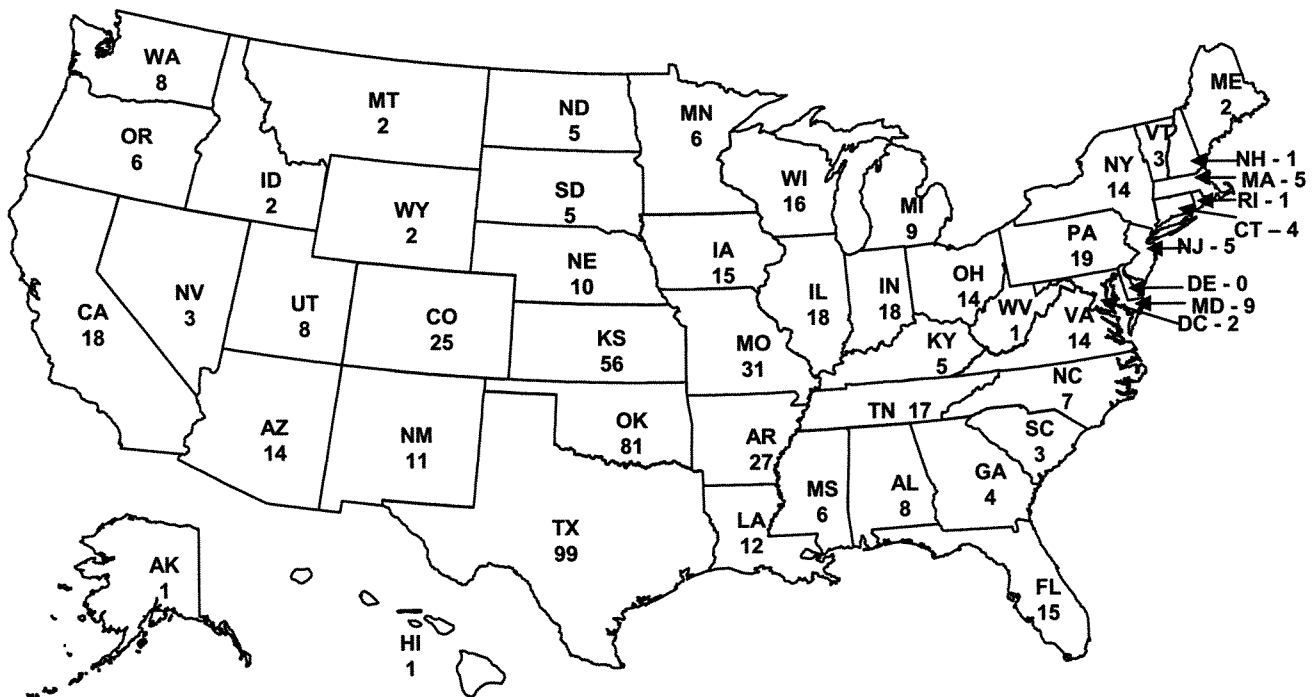 WA
8
MT
2
ND
5
MN
6
ME
2
OR
6
ID
2
WY
2
SD
5
WI
16
MI
9
NY
14
VT
3
NH - 1
MA - 5
RI - 1
CT – 4
NJ - 5
DE - 0
MD - 9
DC - 2
PA
19
NE
10
IA
15
IL
18
IN
18
OH
14
WV
1
VA
14
CA
18
NV
3
UT
8
CO
25
KS
56
MO
31
KY
5
NC
7
TN 17
SC
3
AZ
14
NM
11
OK
81
AR
27
MS
6
AL
8
GA
4
TX
99
LA
12
FL
15
AK
1
HI
1